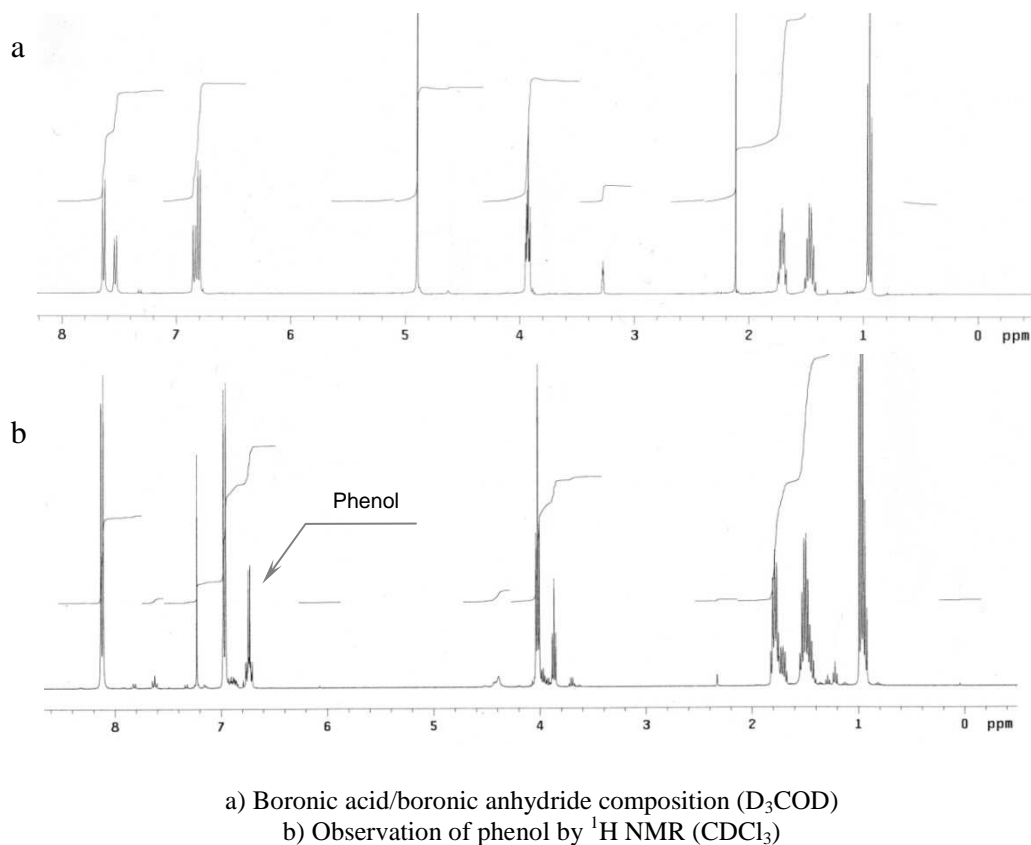 a
8 7 6 5 4 3 2 1 0 ppm
b
Phenol
8 7 6 5 4 3 2 1 0 ppm
a) Boronic acid/boronic anhydride composition (D₃COD)
b) Observation of phenol by ¹H NMR (CDCl₃)